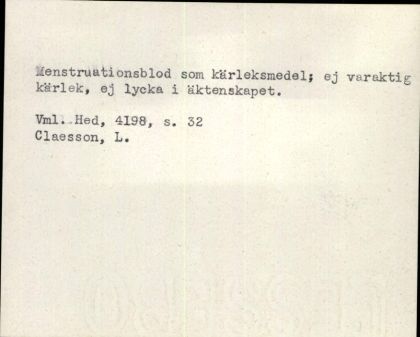 Menstruationsblod som kärleksmedel; ej varaktig
kärlek, ej lycka i äktenskapet.
Vml. Hed, 4198, s. 32
Claesson, L.